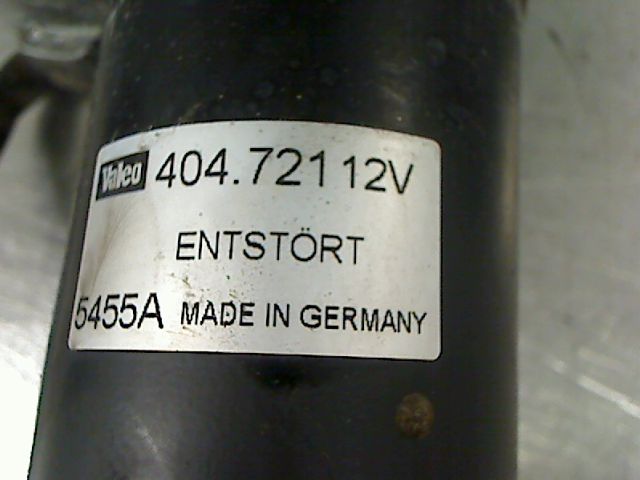 Valeo 404.721 12V
ENTSTÖRT
5455A MADE IN GERMANY